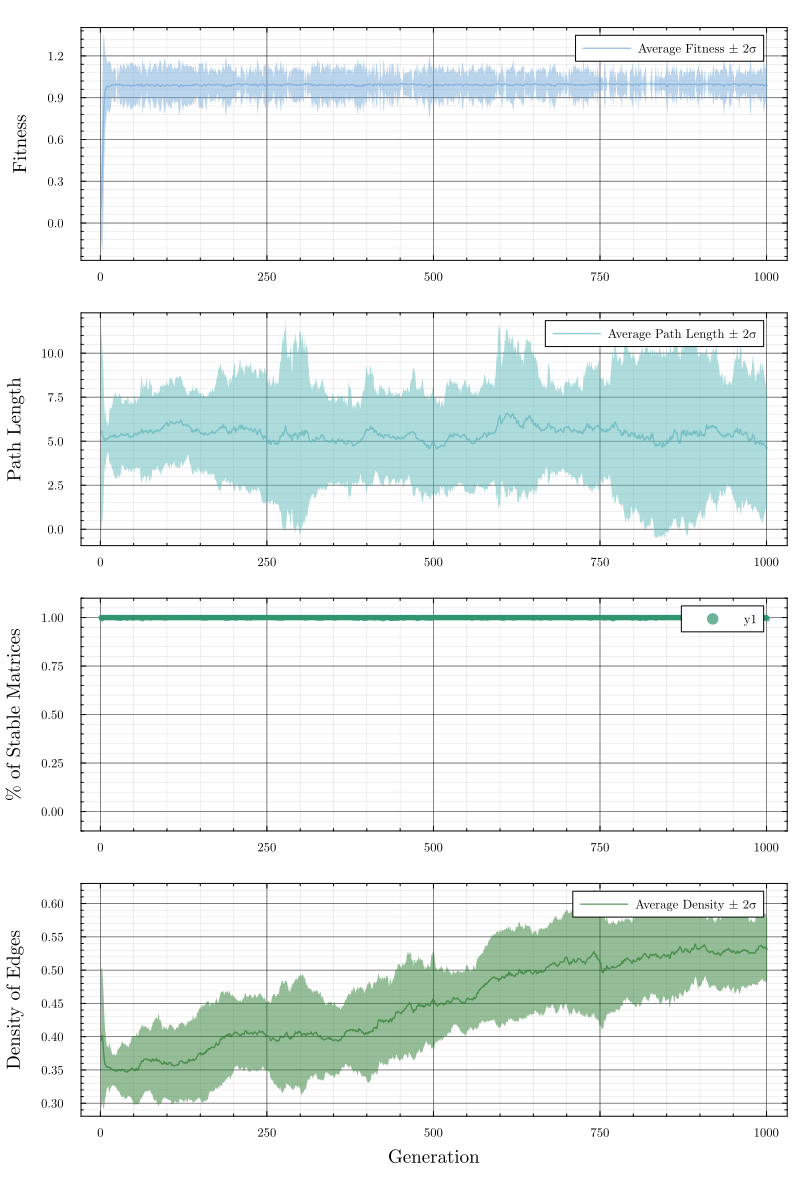 Fitness
1.2
0.9
0.6
0.3
0.0
Average Fitness ± 2σ
0 250 500 750 1000
Path Length
10.0
7.5
5.0
2.5
0.0
Average Path Length ± 2σ
0 250 500 750 1000
% of Stable Matrices
1.00
0.75
0.50
0.25
0.00
y1
0 250 500 750 1000
Density of Edges
0.60
0.55
0.50
0.45
0.40
0.35
0.30
Average Density ± 2σ
0 250 500 750 1000
Generation